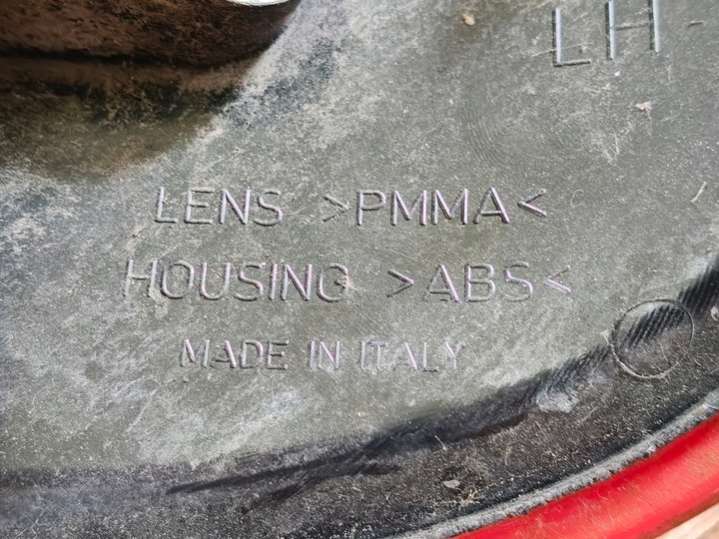 LH-
LENS >PMMA<
HOUSING >ABS<
MADE IN ITALY